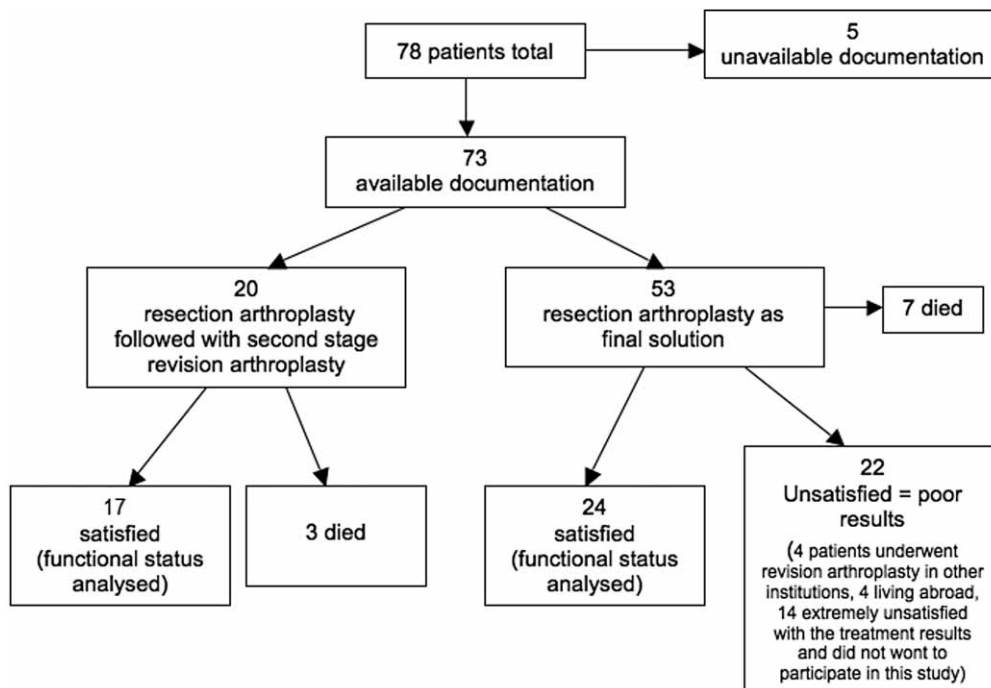 78 patients total
5
unavailable documentation
73
available documentation
20
resection arthroplasty
followed with second stage
revision arthroplasty
53
resection arthroplasty as
final solution
7 died
17
satisfied
(functional status
analysed)
3 died
24
satisfied
(functional status
analysed)
22
Unsatisfied = poor
results
(4 patients underwent
revision arthroplasty in other
institutions, 4 living abroad,
14 extremely unsatisfied
with the treatment results
and did not wont to
participate in this study)